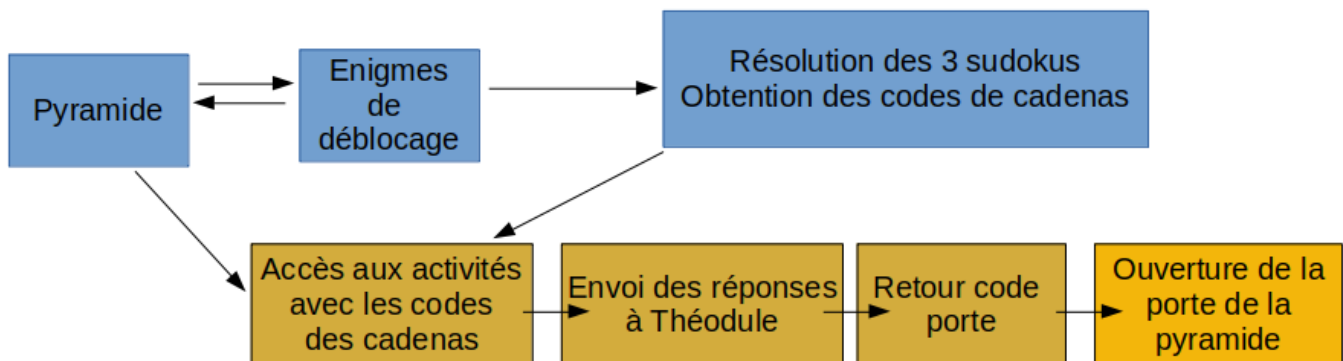 Pyramide
Enigmes
de
déblocage
Résolution des 3 sudokus
Obtention des codes de cadenas
Accès aux activités
avec les codes
des cadenas
Envoi des réponses
à Théodule
Retour code
porte
Ouverture de la
porte de la
pyramide